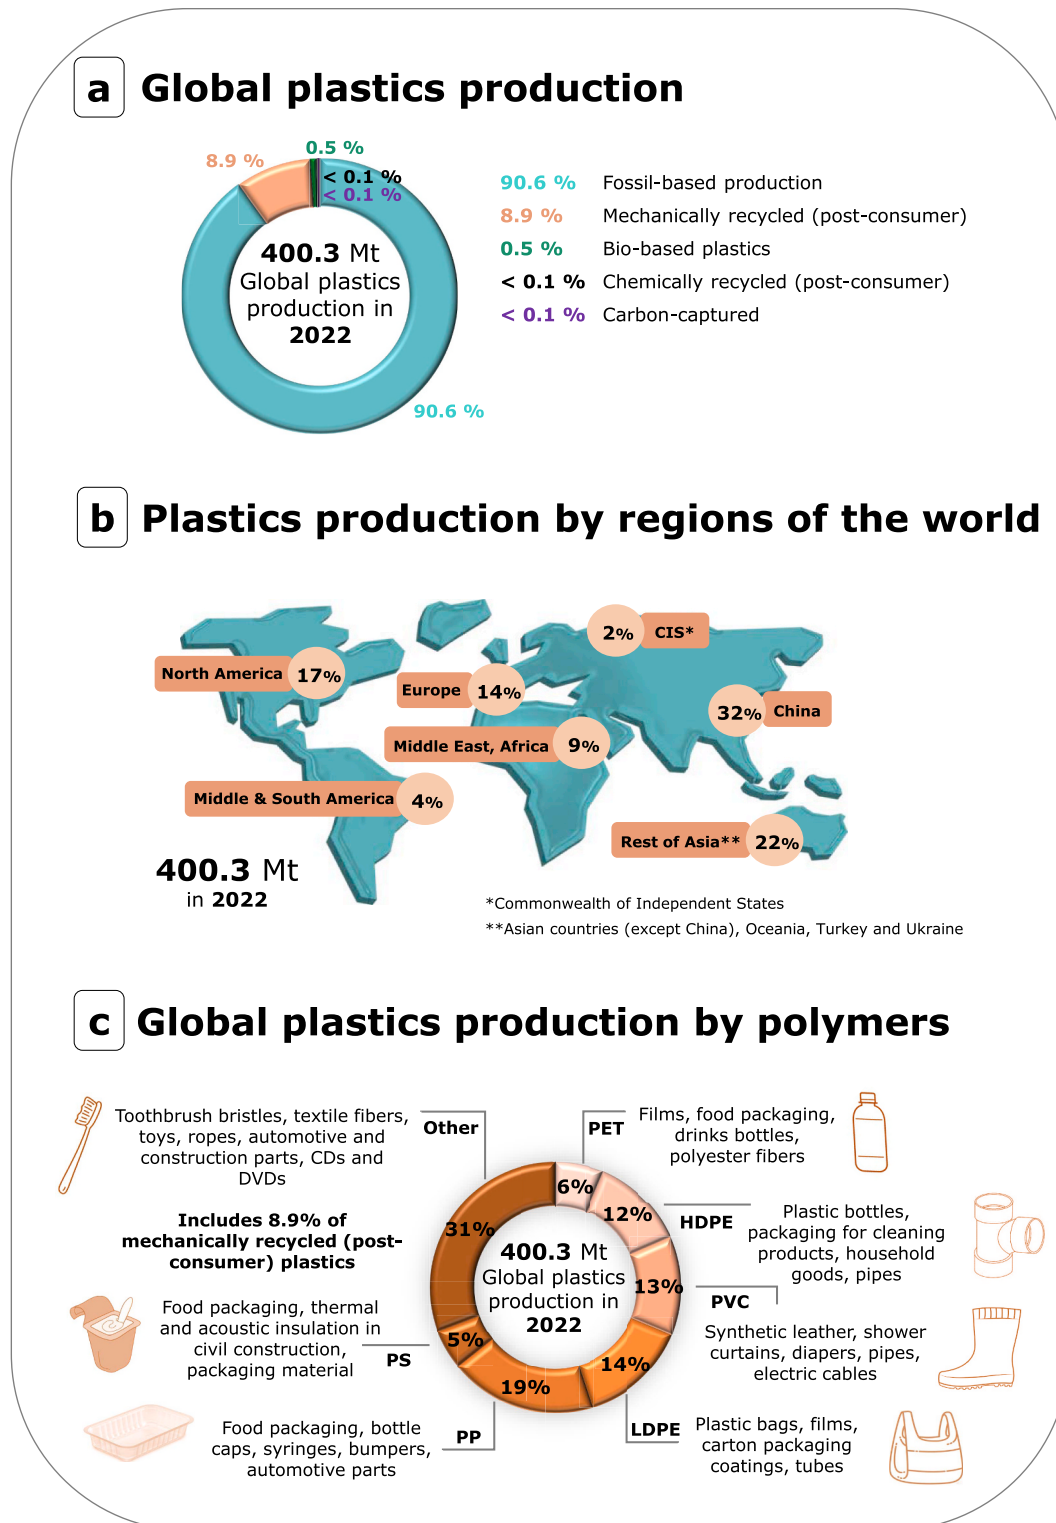 a Global plastics production
0.5 %
8.9 %
< 0.1 %
< 0.1 %
400.3 Mt
Global plastics
production in
2022
90.6 %
90.6 % Fossil-based production
8.9 % Mechanically recycled (post-consumer)
0.5 % Bio-based plastics
< 0.1 % Chemically recycled (post-consumer)
< 0.1 % Carbon-captured
b Plastics production by regions of the world
2% CIS*
North America 17%
Europe 14%
32% China
Middle East, Africa 9%
Middle & South America 4%
Rest of Asia** 22%
400.3 Mt
in 2022
*Commonwealth of Independent States
**Asian countries (except China), Oceania, Turkey and Ukraine
c Global plastics production by polymers
Toothbrush bristles, textile fibers,
toys, ropes, automotive and
construction parts, CDs and
DVDs
Other
Includes 8.9% of
mechanically recycled (post-
consumer) plastics
PET
Films, food packaging,
drinks bottles,
polyester fibers
6%
12%
31%
13%
5%
14%
19%
400.3 Mt
Global plastics
production in
2022
HDPE
Plastic bottles,
packaging for cleaning
products, household
goods, pipes
PVC
Synthetic leather, shower
curtains, diapers, pipes,
electric cables
Food packaging, thermal
and acoustic insulation in
civil construction,
packaging material
PS
Food packaging, bottle
caps, syringes, bumpers,
automotive parts
PP
LDPE
Plastic bags, films,
carton packaging
coatings, tubes